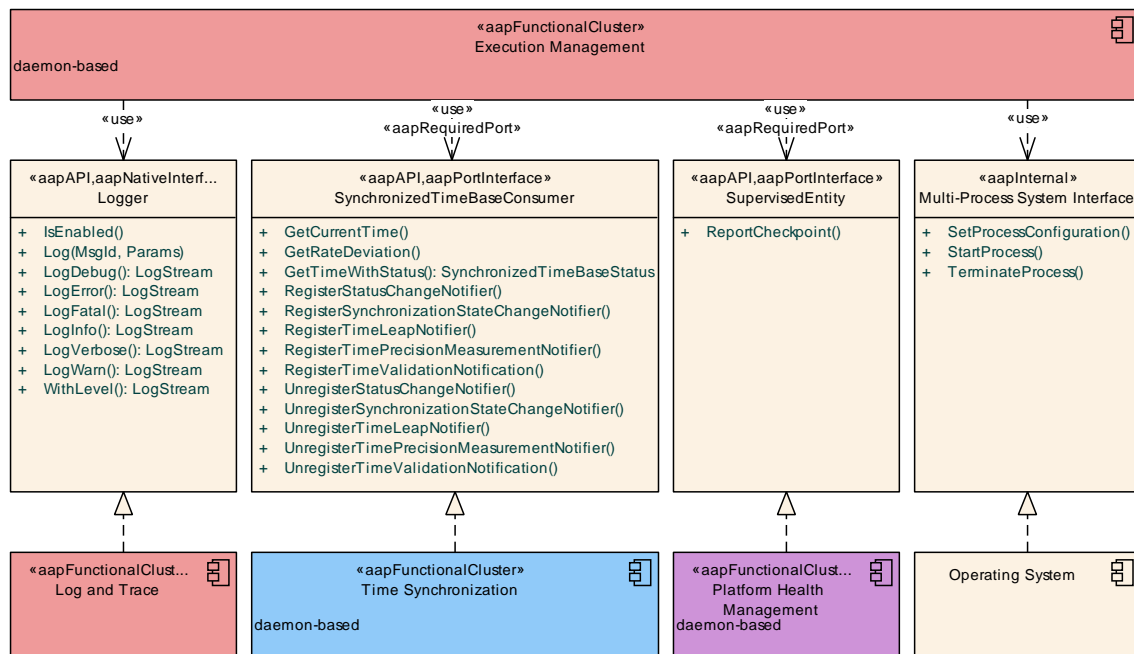 «aapFunctionalCluster»
Execution Management
daemon-based
«use»
«use»
«aapRequiredPort»
«use»
«aapRequiredPort»
«use»
«aapAPI,aapNativeInterf...
Logger
+ IsEnabled()
+ Log(MsgId, Params)
+ LogDebug(): LogStream
+ LogError(): LogStream
+ LogFatal(): LogStream
+ LogInfo(): LogStream
+ LogVerbose(): LogStream
+ LogWarn(): LogStream
+ WithLevel(): LogStream
«aapAPI,aapPortInterface»
SynchronizedTimeBaseConsumer
+ GetCurrentTime()
+ GetRateDeviation()
+ GetTimeWithStatus(): SynchronizedTimeBaseStatus
+ RegisterStatusChangeNotifier()
+ RegisterSynchronizationStateChangeNotifier()
+ RegisterTimeLeapNotifier()
+ RegisterTimePrecisionMeasurementNotifier()
+ RegisterTimeValidationNotification()
+ UnregisterStatusChangeNotifier()
+ UnregisterSynchronizationStateChangeNotifier()
+ UnregisterTimeLeapNotifier()
+ UnregisterTimePrecisionMeasurementNotifier()
+ UnregisterTimeValidationNotification()
«aapAPI,aapPortInterface»
SupervisedEntity
+ ReportCheckpoint()
«aapInternal»
Multi-Process System Interface
+ SetProcessConfiguration()
+ StartProcess()
+ TerminateProcess()
«aapFunctionalClust...
Log and Trace
«aapFunctionalCluster»
Time Synchronization
daemon-based
«aapFunctionalClust...
Platform Health
Management
daemon-based
Operating System